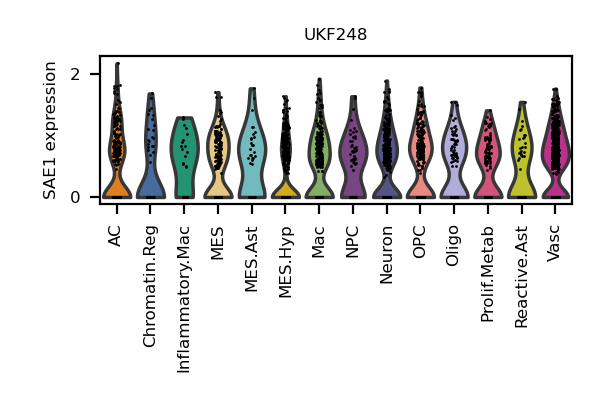 UKF248
SAE1 expression
2
0
AC
Chromatin.Reg
Inflammatory.Mac
MES
MES.Ast
MES.Hyp
Mac
NPC
Neuron
OPC
Oligo
Prolif.Metab
Reactive.Ast
Vasc